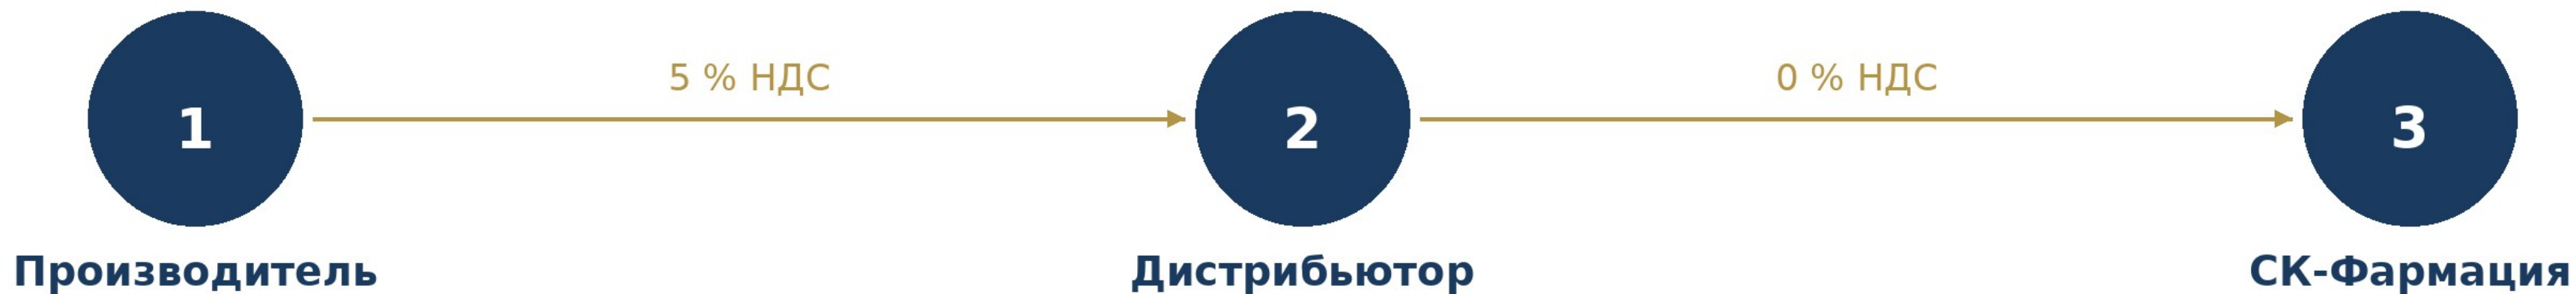 5 % НДС
0 % НДС
1
2
3
Производитель
Дистрибьютор
СК-Фармация